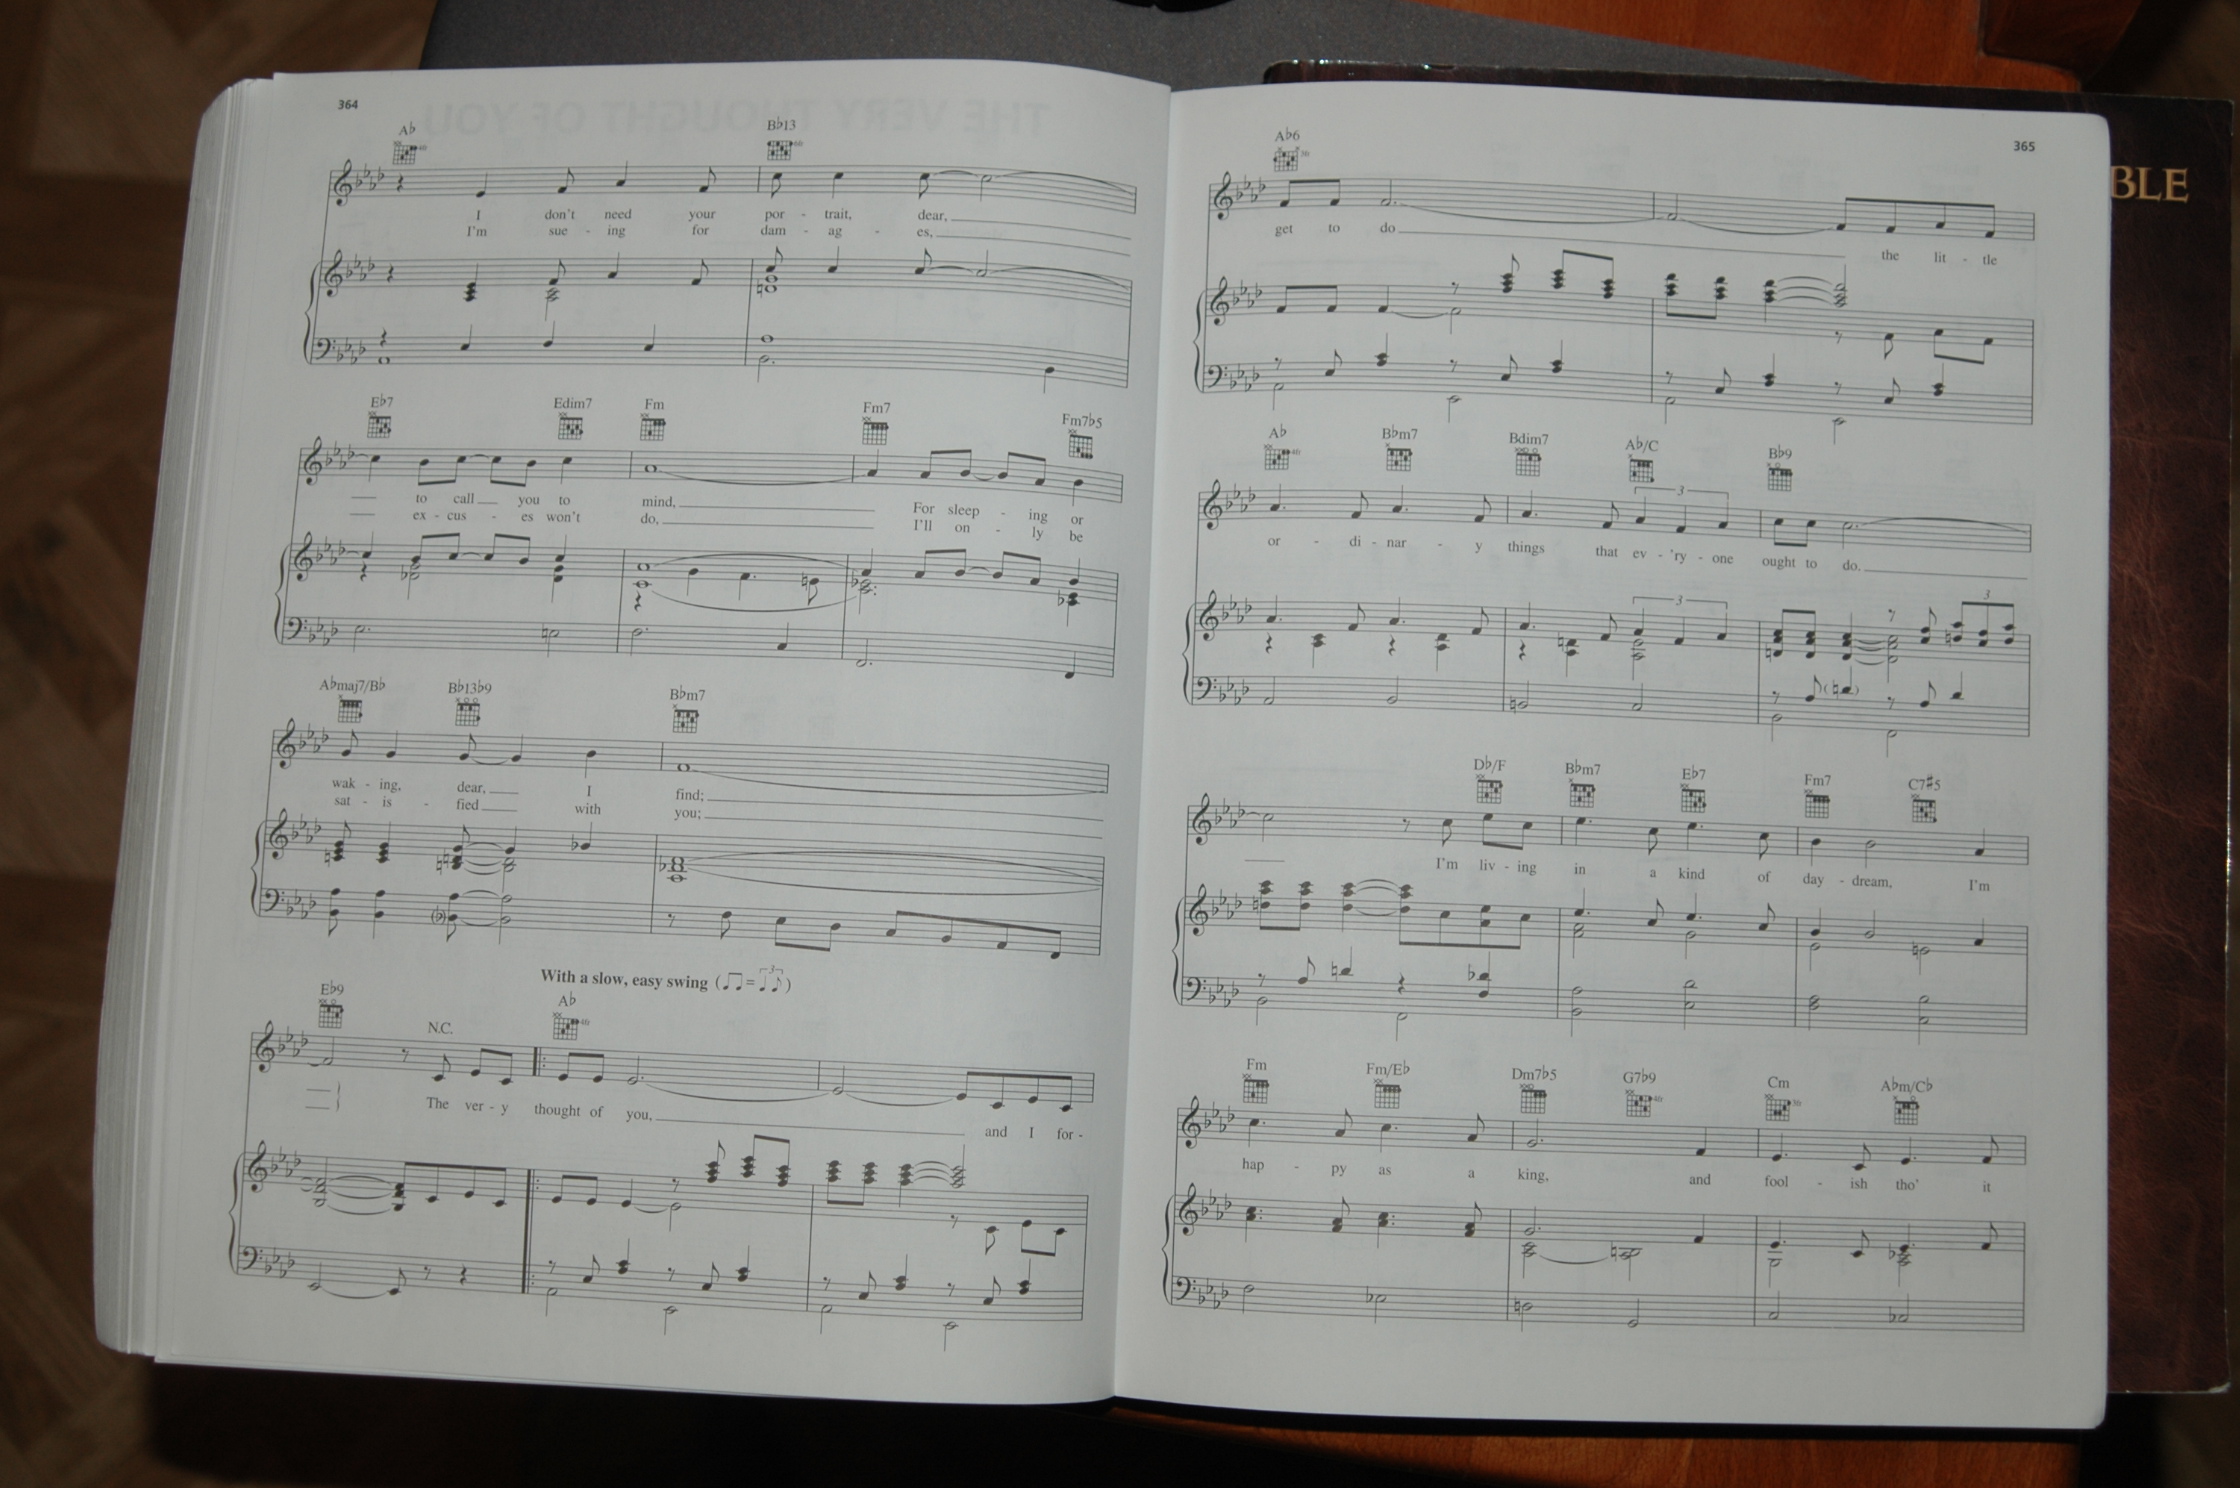 364
THE VERY THOUGHT OF YOU
A♭ B♭13
I don't need your por - trait, dear,
I'm sue - ing for dam - ag - es,
E♭7 Edim7 Fm Fm7 Fm7♭5
to call you to mind, For sleep - ing or
ex - cus - es won't do, I'll on - ly be
A♭maj7/B♭ B♭13♭9 B♭m7
wak - ing, dear, I find;
sat - is - fied with you;
With a slow, easy swing
E♭9 N.C. A♭
The ver - y thought of you, and I for -
365
A♭6
get to do the lit - tle
A♭ B♭m7 Bdim7 A♭/C B♭9
or - di - nar - y things that ev - 'ry - one ought to do.
D♭/F B♭m7 E♭7 Fm7 C7♯5
I'm liv - ing in a kind of day - dream, I'm
Fm Fm/E♭ Dm7♭5 G7♭9 Cm A♭m/C♭
hap - py as a king, and fool - ish tho' it
BLE